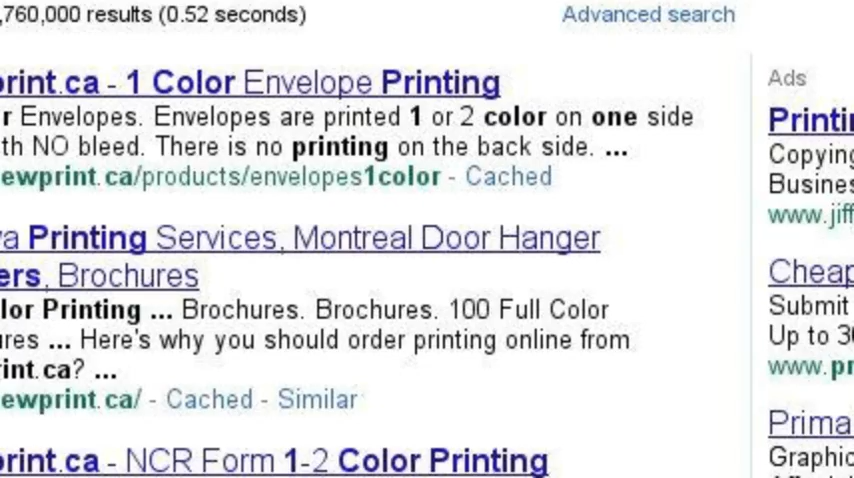 ,760,000 results (0.52 seconds)
Advanced search
print.ca - 1 Color Envelope Printing
r Envelopes. Envelopes are printed 1 or 2 color on one side
th NO bleed. There is no printing on the back side. ...
ewprint.ca/products/envelopes1color - Cached
va Printing Services, Montreal Door Hanger
ers, Brochures
lor Printing ... Brochures. Brochures. 100 Full Color
ures ... Here's why you should order printing online from
int.ca? ...
ewprint.ca/ - Cached - Similar
print.ca - NCR Form 1-2 Color Printing
Ads
Printin
Copying
Busines
www.jiff
Cheap
Submit
Up to 30
www.pr
Prima
Graphic